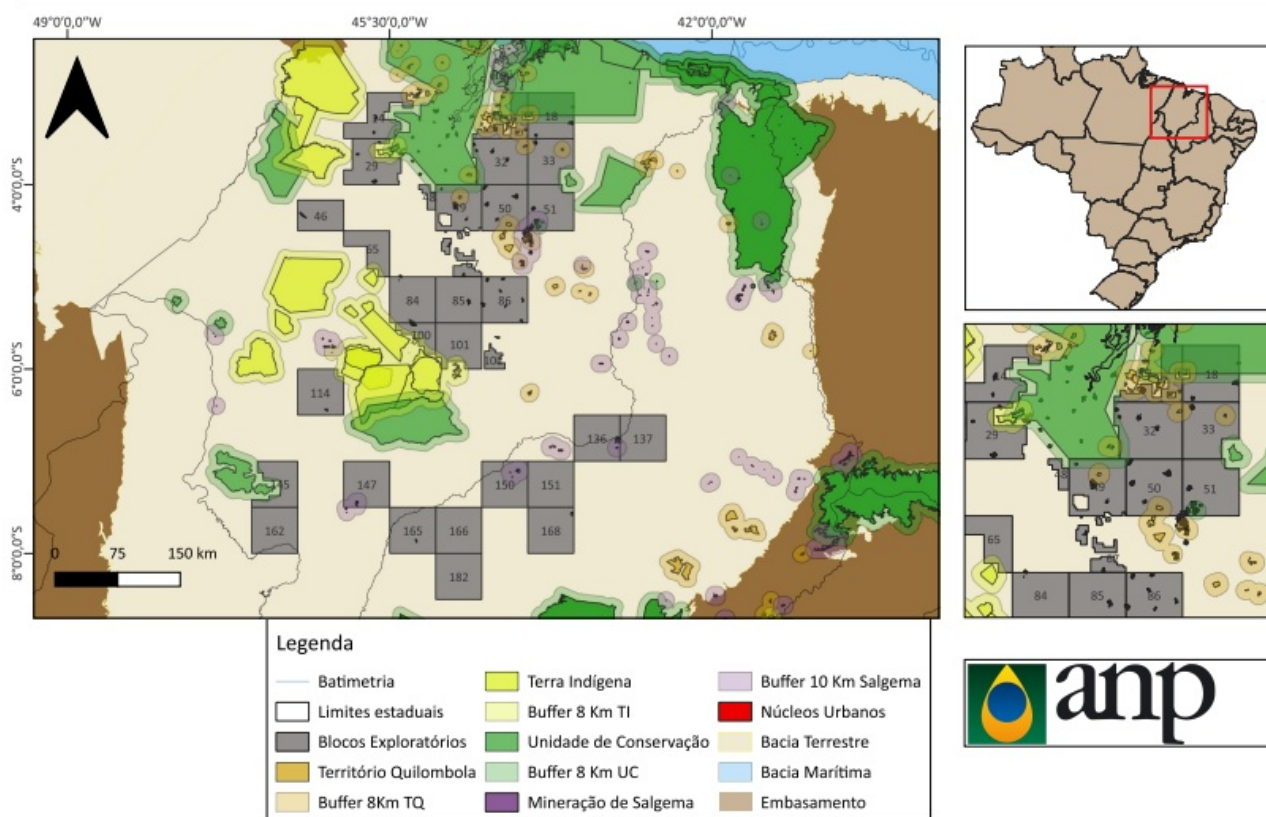 49°0'0,0"W
45°30'0,0"W
42°0'0,0"W
4°0'0,0"S
6°0'0,0"S
8°0'0,0"S
18
29
32
33
46
49
50
51
84
85
86
100
101
114
136
137
145
147
150
151
162
165
166
168
182
0 75 150 km
18
29
32
33
49
50
51
65
84
85
86
Legenda
Batimetria
Limites estaduais
Blocos Exploratórios
Território Quilombola
Buffer 8Km TQ
Terra Indígena
Buffer 8 Km TI
Unidade de Conservação
Buffer 8 Km UC
Mineração de Salgema
Buffer 10 Km Salgema
Núcleos Urbanos
Bacia Terrestre
Bacia Marítima
Embasamento
anp